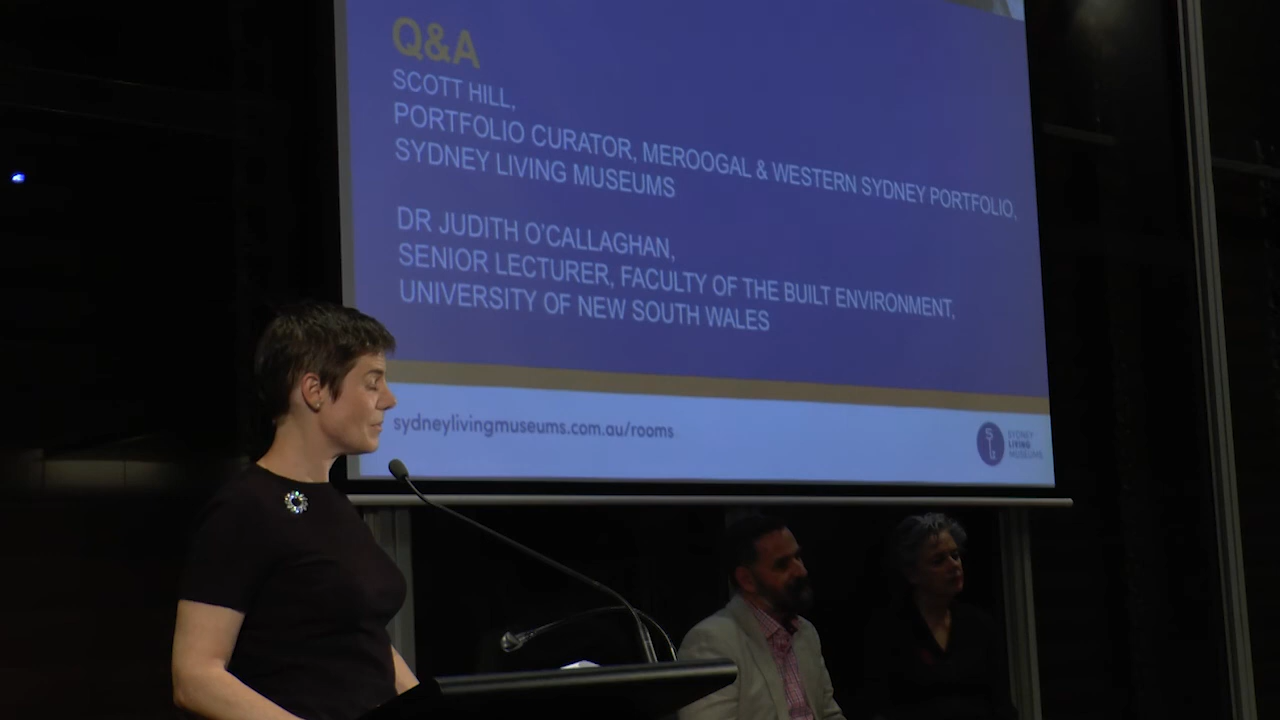 Q&A
SCOTT HILL,
PORTFOLIO CURATOR, MEROOGAL & WESTERN SYDNEY PORTFOLIO,
SYDNEY LIVING MUSEUMS
DR JUDITH O'CALLAGHAN,
SENIOR LECTURER, FACULTY OF THE BUILT ENVIRONMENT,
UNIVERSITY OF NEW SOUTH WALES
sydneylivingmuseums.com.au/rooms
SL
SYDNEY
LIVING
MUSEUMS